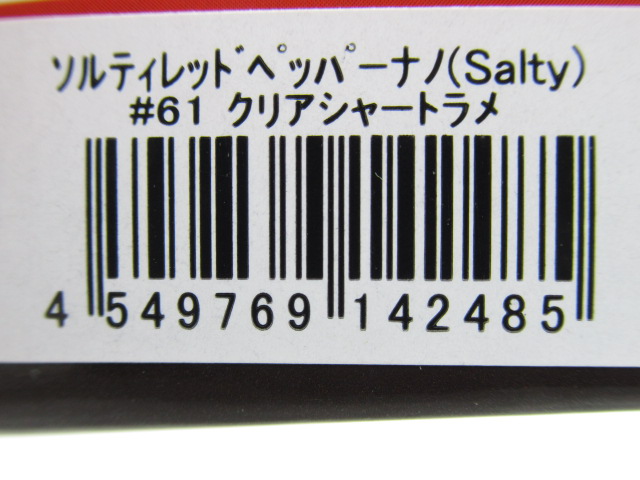 ソルティレッドペッパーナノ(Salty)
#61 クリアシャートラメ
4 549769 142485